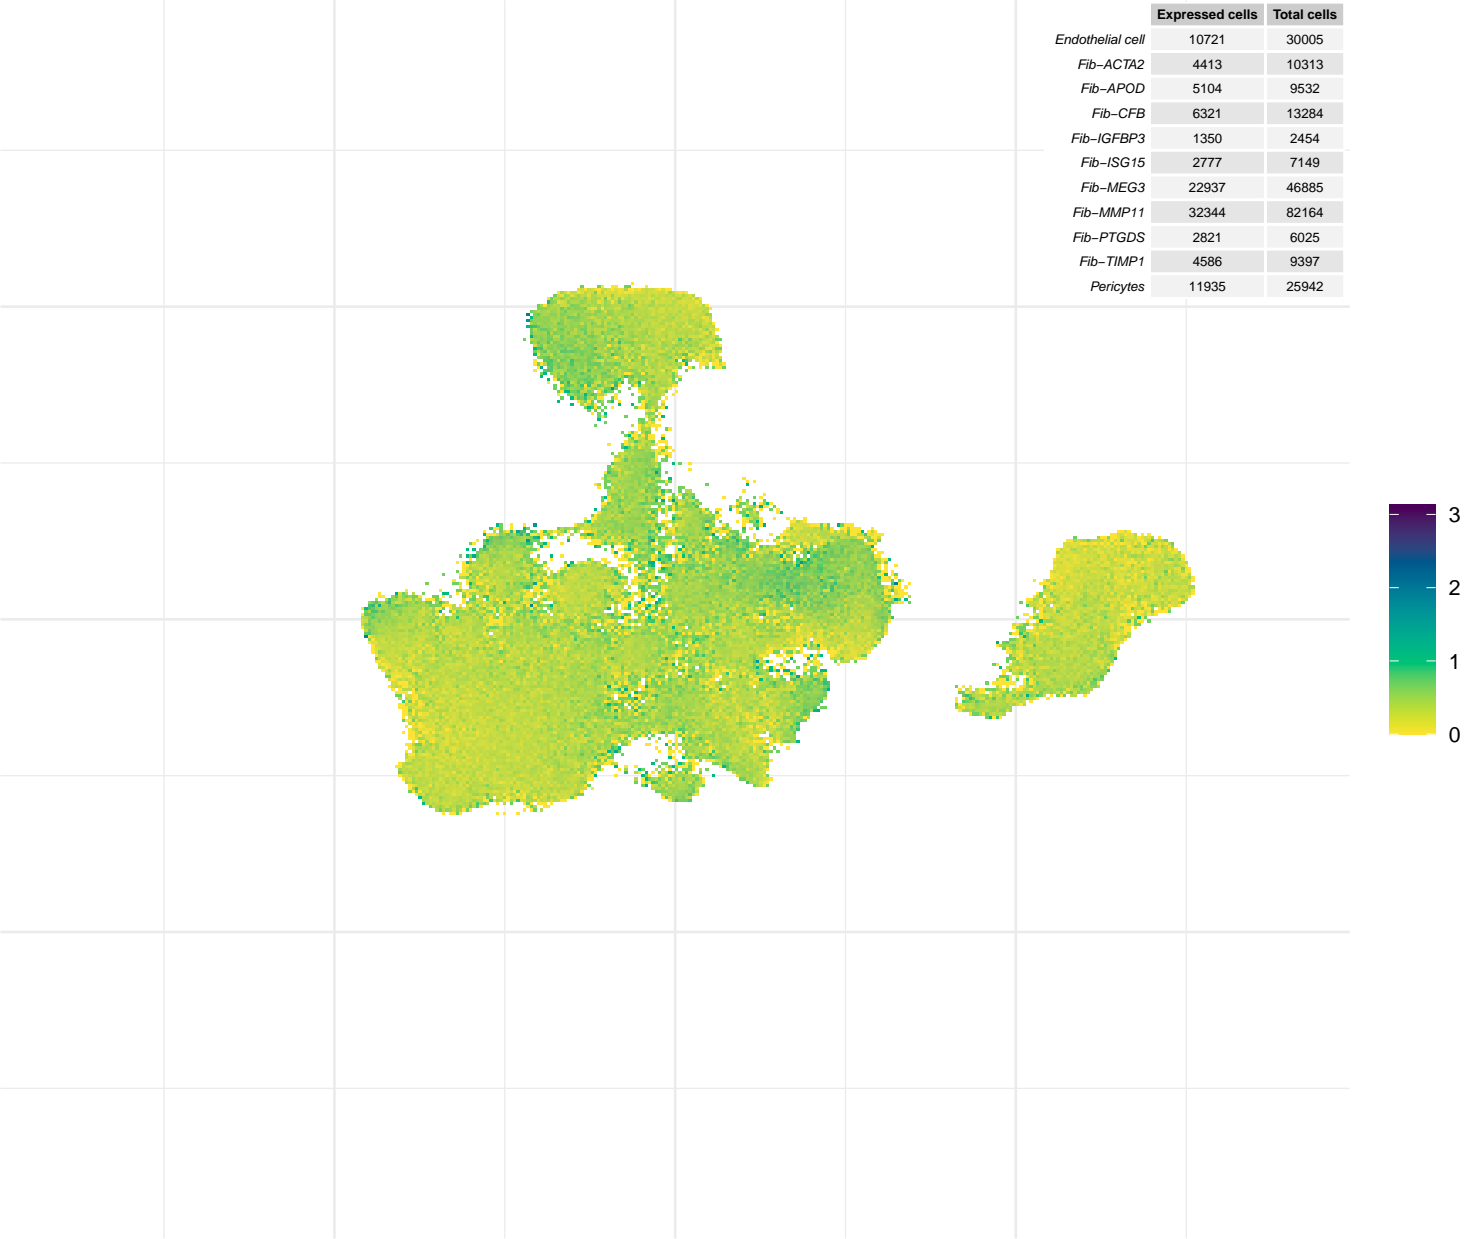 Expressed cells Total cells
Endothelial cell 10721 30005
Fib−ACTA2 4413 10313
Fib−APOD 5104 9532
Fib−CFB 6321 13284
Fib−IGFBP3 1350 2454
Fib−ISG15 2777 7149
Fib−MEG3 22937 46885
Fib−MMP11 32344 82164
Fib−PTGDS 2821 6025
Fib−TIMP1 4586 9397
Pericytes 11935 25942
3
2
1
0